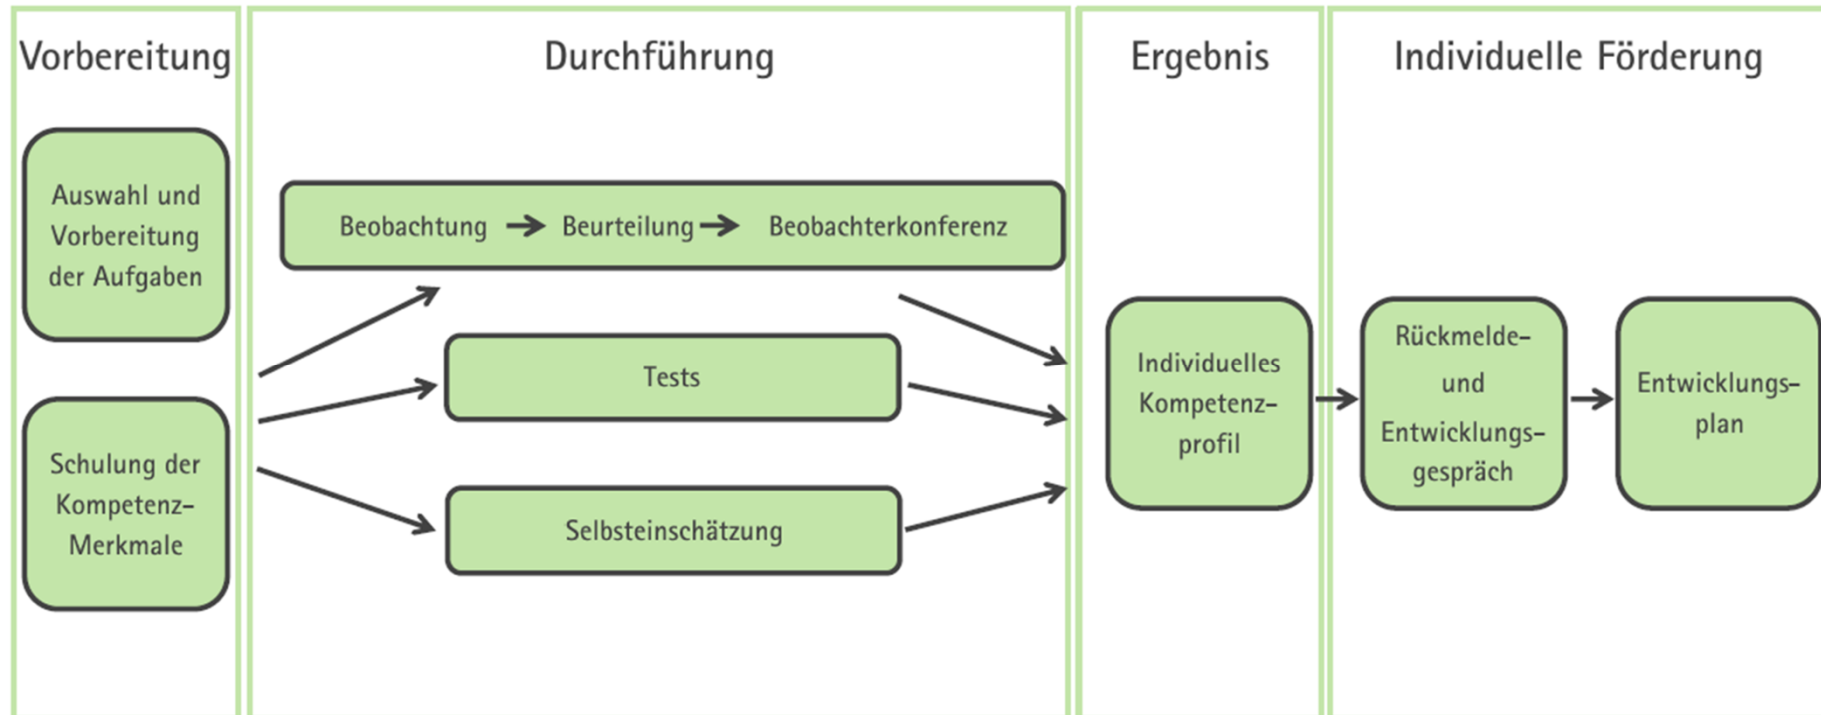 Vorbereitung
Auswahl und
Vorbereitung
der Aufgaben
Schulung der
Kompetenz-
Merkmale
Durchführung
Beobachtung → Beurteilung → Beobachterkonferenz
Tests
Selbsteinschätzung
Ergebnis
Individuelles
Kompetenz-
profil
Individuelle Förderung
Rückmelde-
und
Entwicklungs-
gespräch
Entwicklungs-
plan